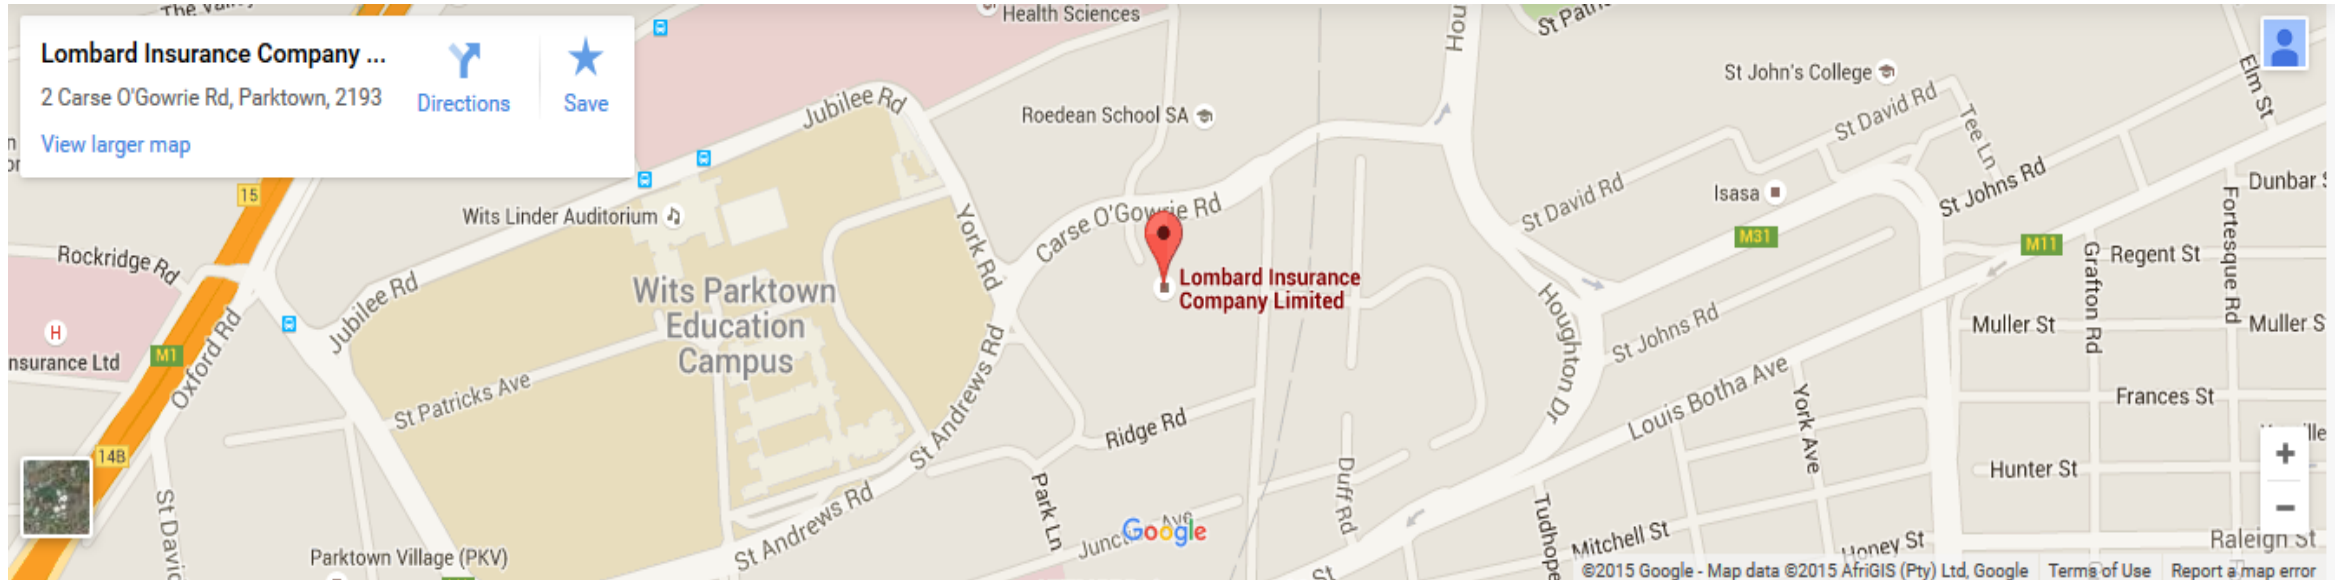 The Valley
Lombard Insurance Company ...
2 Carse O'Gowrie Rd, Parktown, 2193
Directions
Save
View larger map
Health Sciences
Jubilee Rd
Roedean School SA
St John's College
St David Rd
Tee Ln
Elm St
15
Wits Linder Auditorium
York Rd
Carse O'Gowrie Rd
St David Rd
Isasa
St Johns Rd
Dunbar
Fortesque Rd
Rockridge Rd
Jubilee Rd
Wits Parktown
Education
Campus
Lombard Insurance
Company Limited
M31
M11
Regent St
Grafton Rd
H
nsurance Ltd
M1
Oxford Rd
Houghton Dr
St Johns Rd
Muller St
Muller S
St Patricks Ave
St Andrews Rd
Ridge Rd
Louis Botha Ave
York Ave
Frances St
14B
Hunter St
St David
Park Ln
Duff Rd
Tudhope
St Andrews Rd
Parktown Village (PKV)
Google
Ave
Mitchell St
Honey St
Raleigh St
St
©2015 Google - Map data ©2015 AfriGIS (Pty) Ltd, Google
Terms of Use
Report a map error